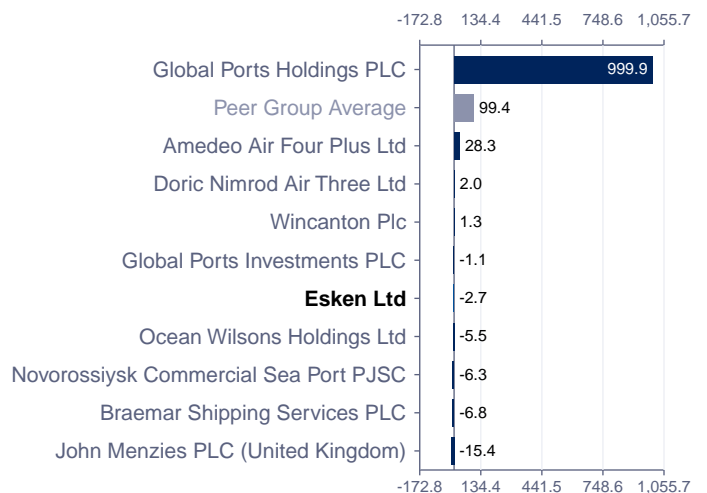 -172.8 134.4 441.5 748.6 1,055.7
Global Ports Holdings PLC 999.9
Peer Group Average 99.4
Amedeo Air Four Plus Ltd 28.3
Doric Nimrod Air Three Ltd 2.0
Wincanton Plc 1.3
Global Ports Investments PLC -1.1
Esken Ltd -2.7
Ocean Wilsons Holdings Ltd -5.5
Novorossiysk Commercial Sea Port PJSC -6.3
Braemar Shipping Services PLC -6.8
John Menzies PLC (United Kingdom) -15.4
-172.8 134.4 441.5 748.6 1,055.7